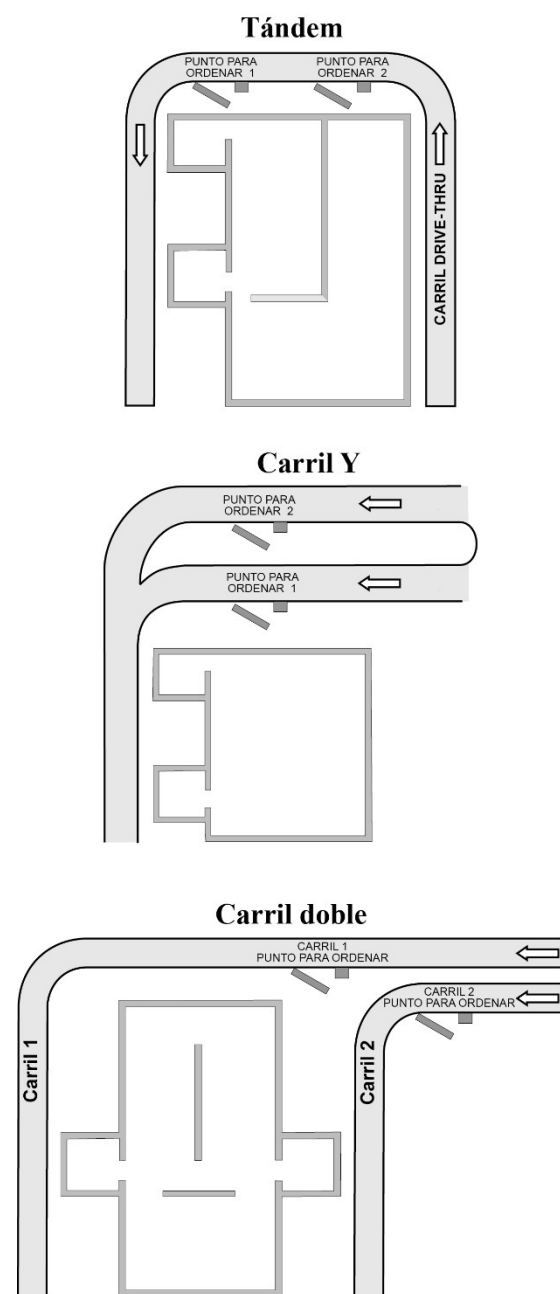 Tándem
PUNTO PARA
ORDENAR 1
PUNTO PARA
ORDENAR 2
CARRIL DRIVE-THRU
Carril Y
PUNTO PARA
ORDENAR 2
PUNTO PARA
ORDENAR 1
Carril doble
CARRIL 1
PUNTO PARA ORDENAR
CARRIL 2
PUNTO PARA ORDENAR
Carril 1
Carril 2